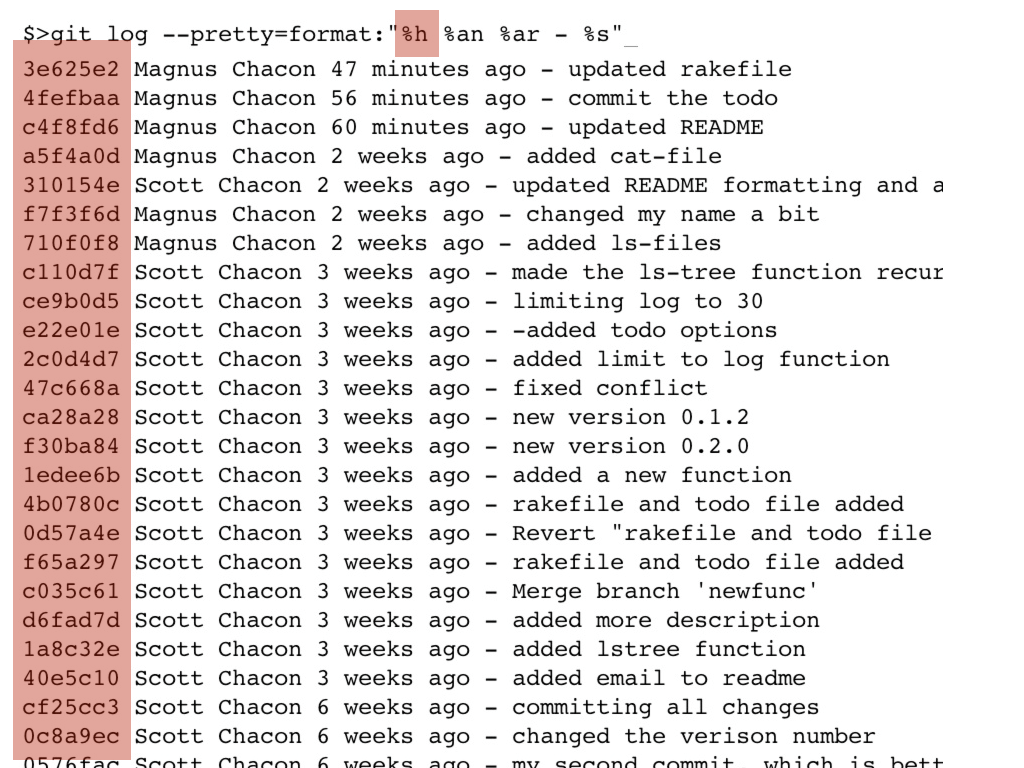 $>git log --pretty=format:"%h %an %ar - %s"_
3e625e2 Magnus Chacon 47 minutes ago - updated rakefile
4fefbaa Magnus Chacon 56 minutes ago - commit the todo
c4f8fd6 Magnus Chacon 60 minutes ago - updated README
a5f4a0d Magnus Chacon 2 weeks ago - added cat-file
310154e Scott Chacon 2 weeks ago - updated README formatting and a
f7f3f6d Magnus Chacon 2 weeks ago - changed my name a bit
710f0f8 Magnus Chacon 2 weeks ago - added ls-files
c110d7f Scott Chacon 3 weeks ago - made the ls-tree function recur
ce9b0d5 Scott Chacon 3 weeks ago - limiting log to 30
e22e01e Scott Chacon 3 weeks ago - -added todo options
2c0d4d7 Scott Chacon 3 weeks ago - added limit to log function
47c668a Scott Chacon 3 weeks ago - fixed conflict
ca28a28 Scott Chacon 3 weeks ago - new version 0.1.2
f30ba84 Scott Chacon 3 weeks ago - new version 0.2.0
1edee6b Scott Chacon 3 weeks ago - added a new function
4b0780c Scott Chacon 3 weeks ago - rakefile and todo file added
0d57a4e Scott Chacon 3 weeks ago - Revert "rakefile and todo file
f65a297 Scott Chacon 3 weeks ago - rakefile and todo file added
c035c61 Scott Chacon 3 weeks ago - Merge branch 'newfunc'
d6fad7d Scott Chacon 3 weeks ago - added more description
1a8c32e Scott Chacon 3 weeks ago - added lstree function
40e5c10 Scott Chacon 3 weeks ago - added email to readme
cf25cc3 Scott Chacon 6 weeks ago - committing all changes
0c8a9ec Scott Chacon 6 weeks ago - changed the verison number
0576fac Scott Chacon 6 weeks ago - my second commit, which is bett